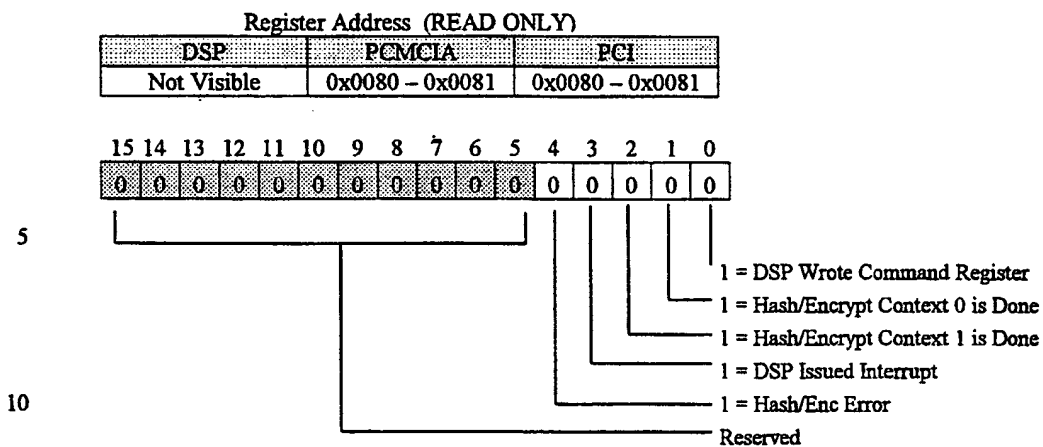 Register Address (READ ONLY)
DSP PCMCIA PCI
Not Visible 0x0080 – 0x0081 0x0080 – 0x0081
15 14 13 12 11 10 9 8 7 6 5 4 3 2 1 0
0 0 0 0 0 0 0 0 0 0 0 0 0 0 0 0
5
1 = DSP Wrote Command Register
1 = Hash/Encrypt Context 0 is Done
1 = Hash/Encrypt Context 1 is Done
1 = DSP Issued Interrupt
10
1 = Hash/Enc Error
Reserved